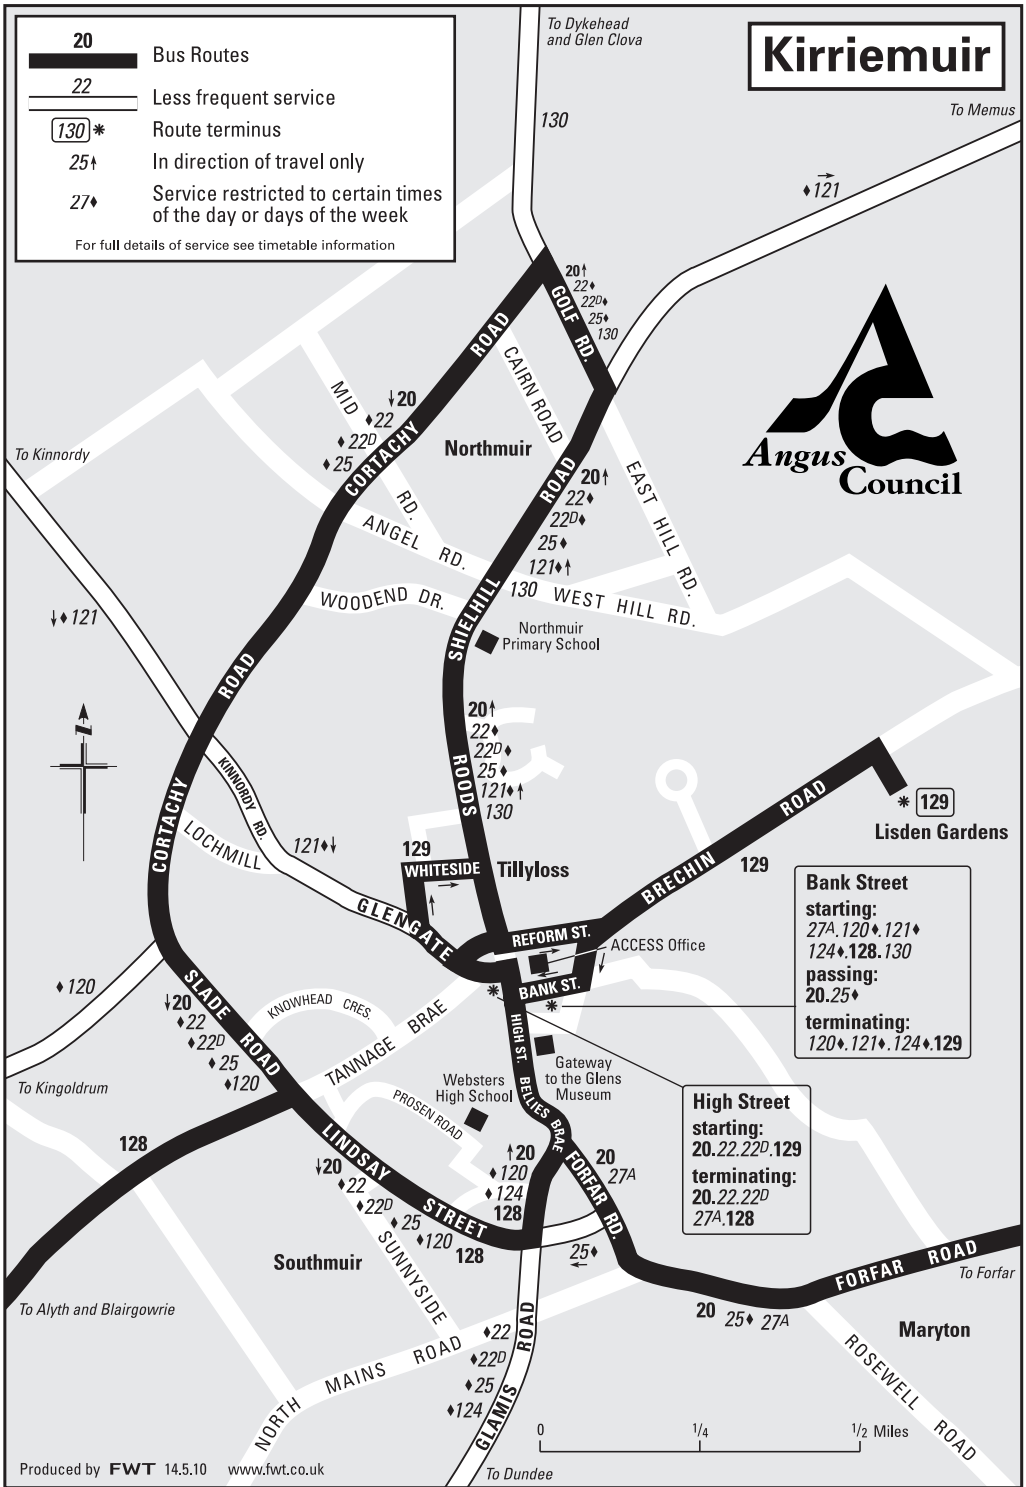 20
Bus Routes
22
Less frequent service
130 *
Route terminus
25↑
In direction of travel only
27♦
Service restricted to certain times
of the day or days of the week
For full details of service see timetable information
To Dykehead
and Glen Clova
Kirriemuir
130
To Memus
→
♦121
20↑
22♦
22D♦
25♦
130
GOLF RD.
CORTACHY ROAD
CAIRN ROAD
MID RD.
↓20
♦22
♦22D
♦25
Northmuir
Angus
Council
To Kinnordy
ANGEL RD.
EAST HILL RD.
20↑
22♦
22D♦
25♦
121♦↑
130
WEST HILL RD.
WOODEND DR.
SHIELHILL ROAD
Northmuir
Primary School
↓♦121
CORTACHY ROAD
N
20↑
22♦
22D♦
25♦
121♦↑
130
ROODS
KINNORDY RD.
LOCHMILL
121♦↓
129
WHITESIDE
→
↑
Tillyloss
BRECHIN ROAD
129
* 129
Lisden Gardens
GLENGATE
REFORM ST.
ACCESS Office
→
←
↓
BANK ST.
*
*
Bank Street
starting:
27A.120♦.121♦
124♦.128.130
passing:
20.25♦
terminating:
120♦.121♦.124♦.129
♦120
To Kingoldrum
SLADE ROAD
↓20
♦22
♦22D
♦25
♦120
KNOWHEAD CRES.
TANNAGE BRAE
HIGH ST.
Gateway
to the Glens
Museum
Websters
High School
PROSEN ROAD
BELLIES BRAE
High Street
starting:
20.22.22D.129
terminating:
20.22.22D
27A.128
128
LINDSAY STREET
↓20
♦22
♦22D
♦25
♦120
128
↑20
♦120
♦124
128
20
27A
FORFAR RD.
25♦
←
Southmuir
SUNNYSIDE
FORFAR ROAD
To Forfar
20 25♦ 27A
Maryton
To Alyth and Blairgowrie
NORTH MAINS ROAD
♦22
♦22D
♦25
♦124
GLAMIS ROAD
ROSEWELL ROAD
0 1/4 1/2 Miles
To Dundee
Produced by FWT 14.5.10 www.fwt.co.uk